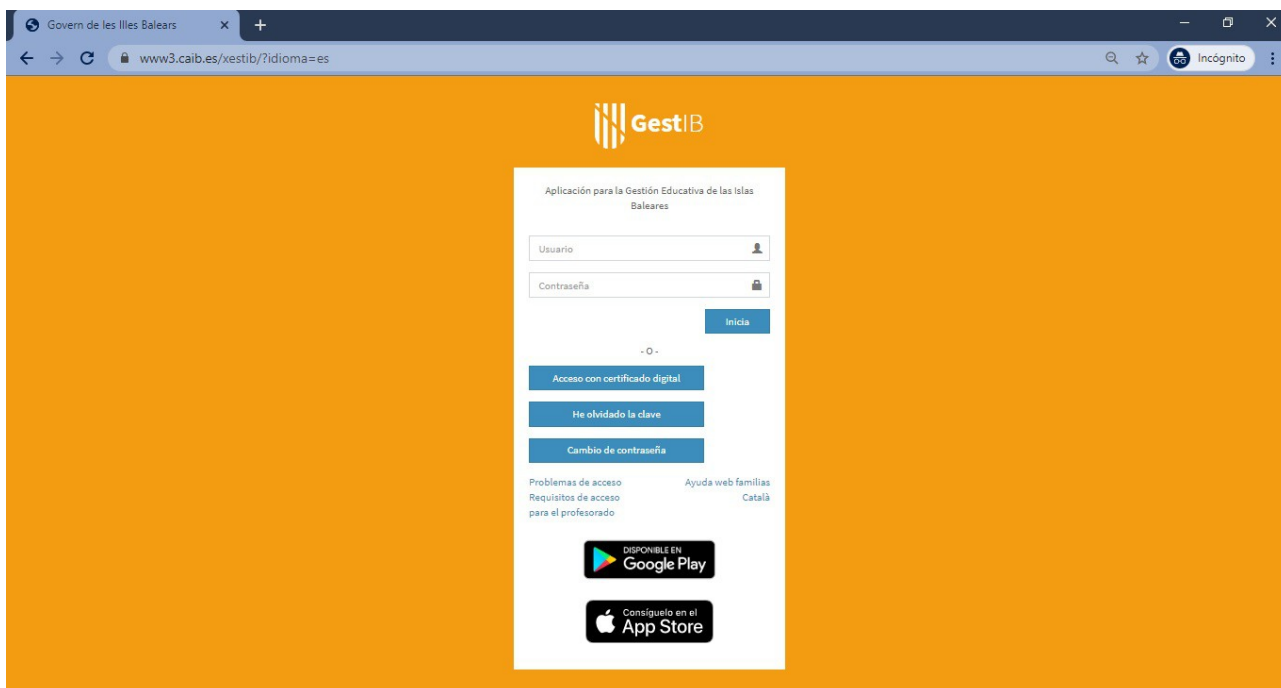 Govern de les Illes Balears
www3.caib.es/xestib/?idioma=es
Incógnito
GestIB
Aplicación para la Gestión Educativa de las Islas
Baleares
Usuario
Contraseña
Inicia
- O -
Acceso con certificado digital
He olvidado la clave
Cambio de contraseña
Problemas de acceso
Ayuda web familias
Requisitos de acceso
Català
para el profesorado
DISPONIBLE EN
Google Play
Consíguelo en el
App Store